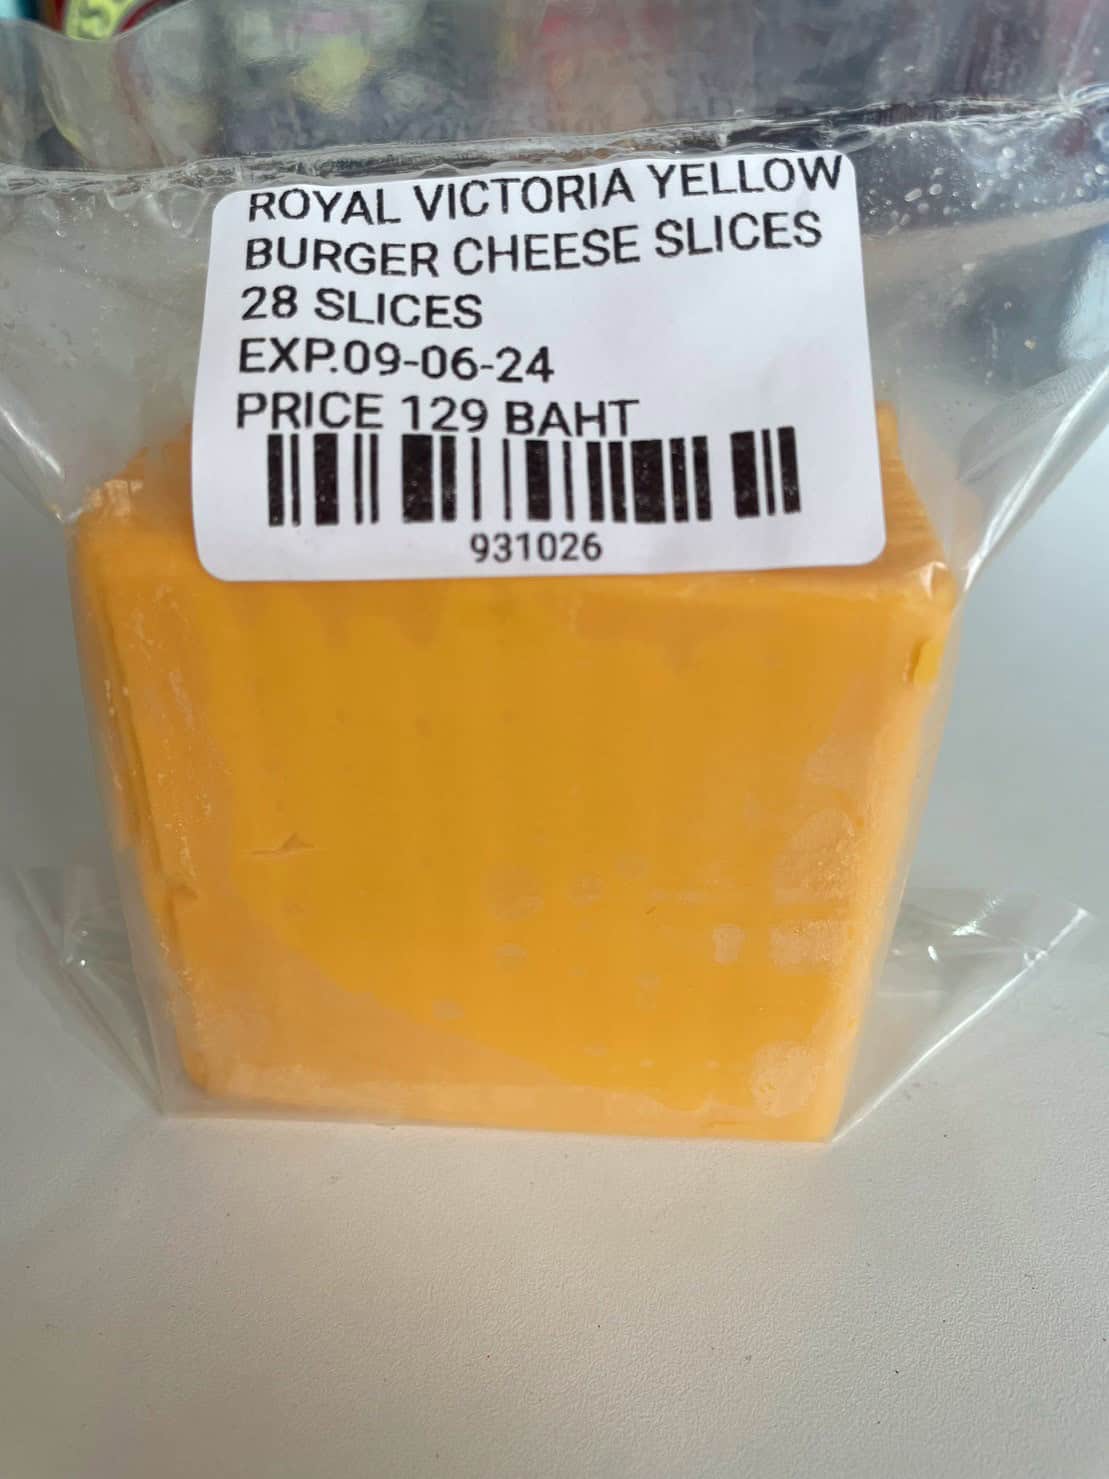 ROYAL VICTORIA YELLOW
BURGER CHEESE SLICES
28 SLICES
EXP.09-06-24
PRICE 129 BAHT
931026